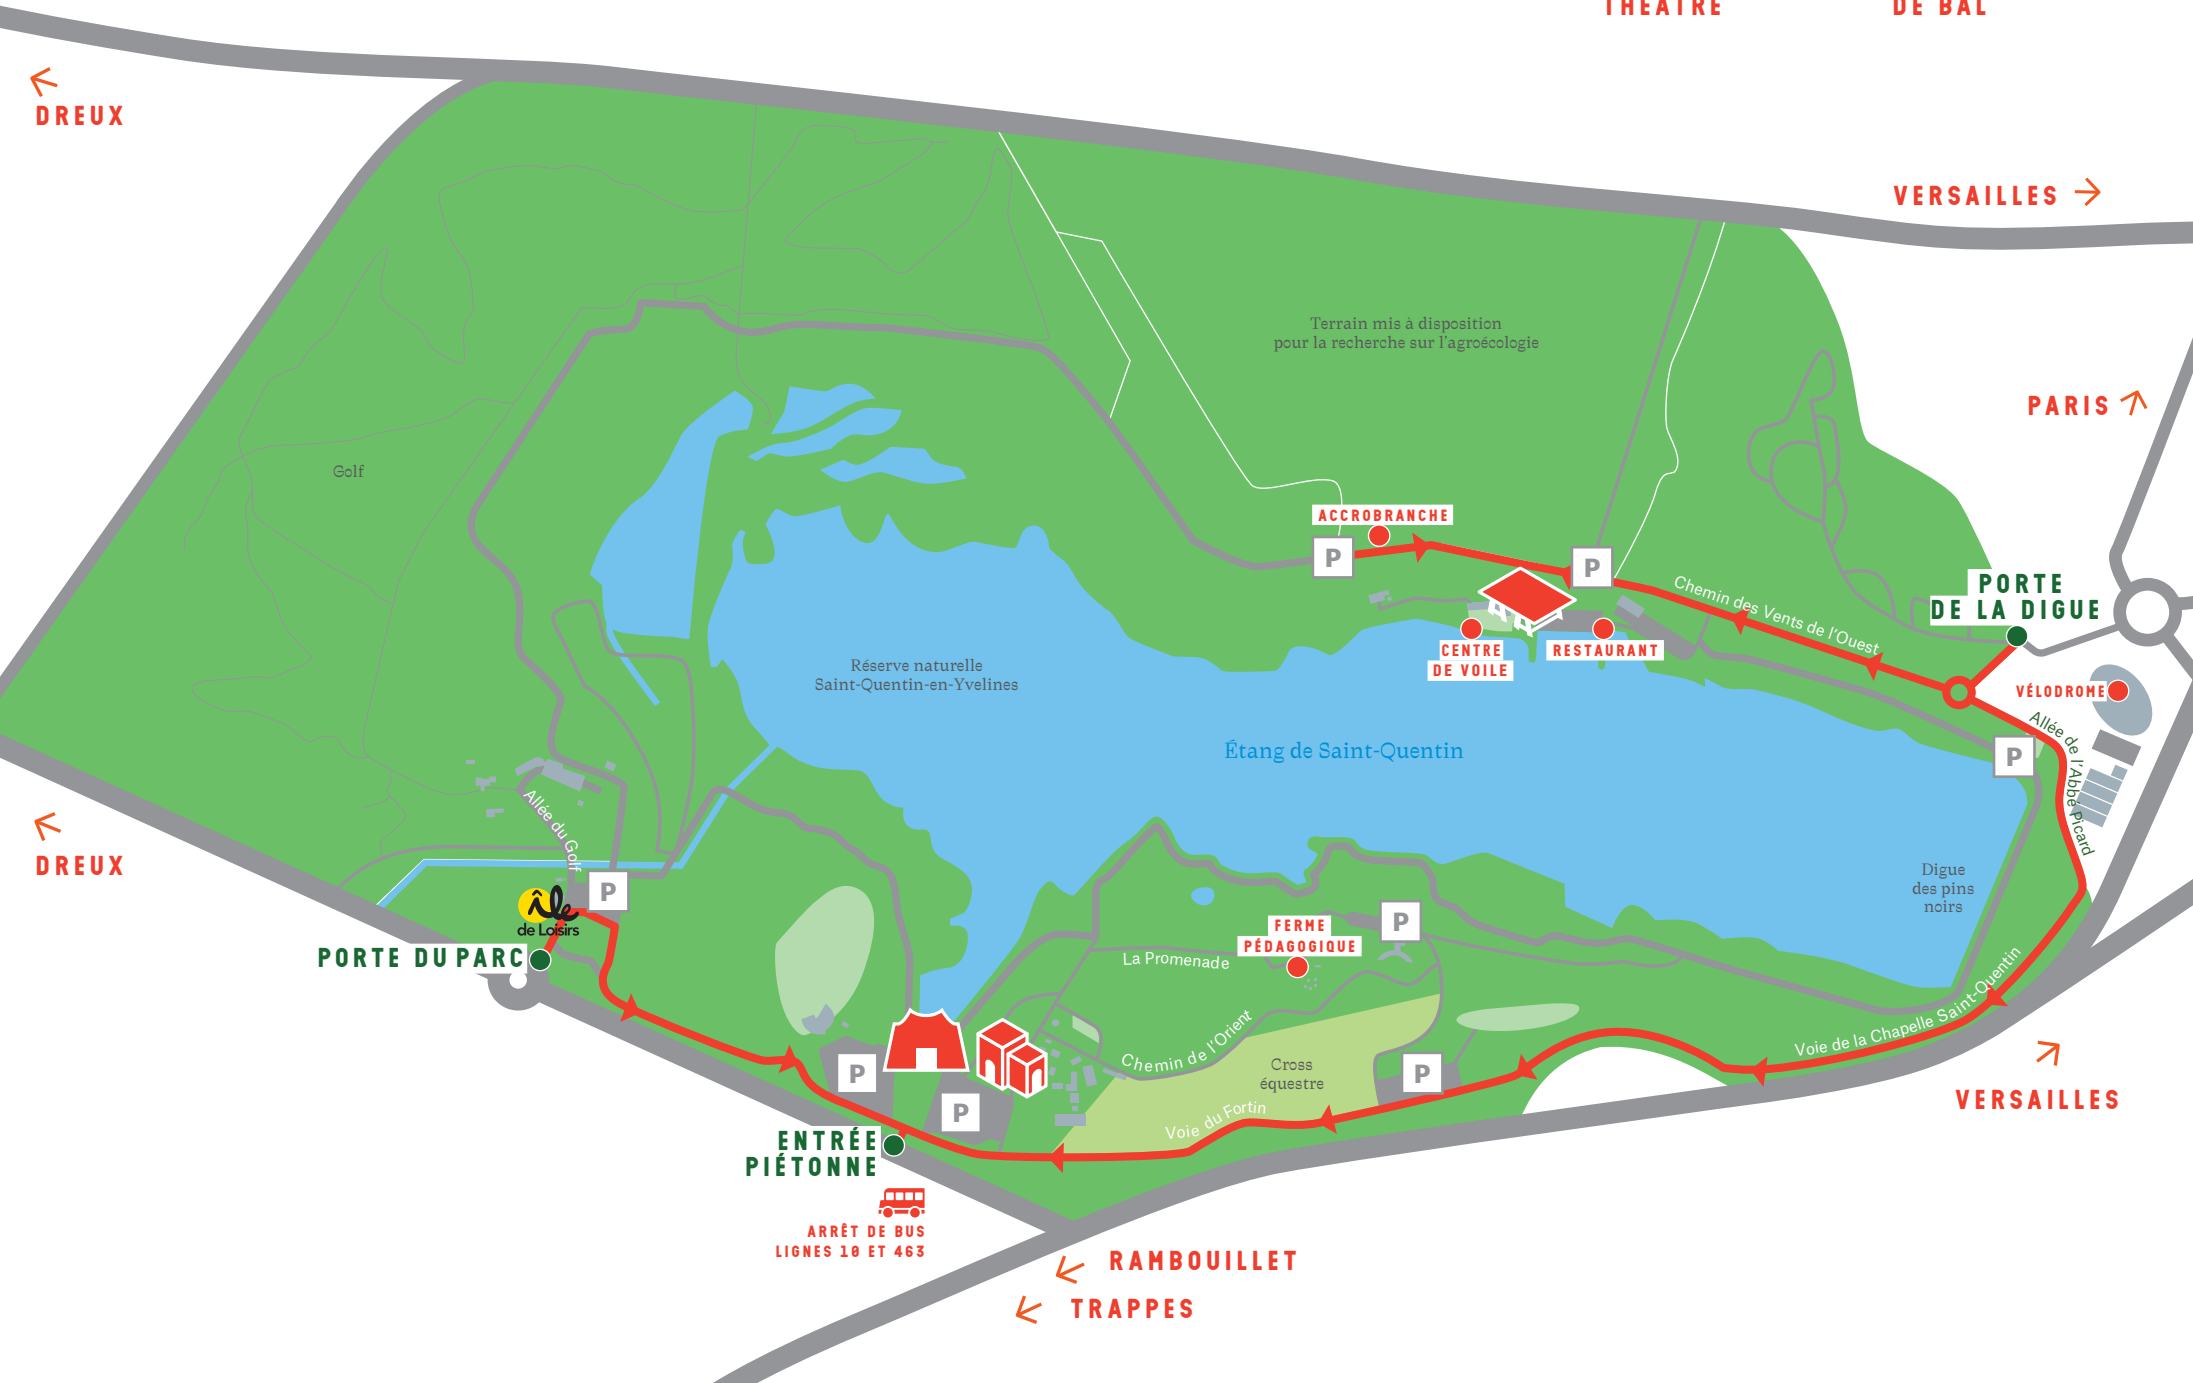 THÉÂTRE
DE BAL
DREUX
VERSAILLES
Terrain mis à disposition
pour la recherche sur l'agroécologie
PARIS
Golf
ACCROBRANCHE
P
P
Chemin des Vents de l'Ouest
PORTE
DE LA DIGUE
CENTRE
DE VOILE
RESTAURANT
Réserve naturelle
Saint-Quentin-en-Yvelines
VÉLODROME
Étang de Saint-Quentin
P
Allée de l'Abbé Picard
DREUX
Allée du Golf
P
île
de Loisirs
PORTE DU PARC
Digue
des pins
noirs
P
FERME
PÉDAGOGIQUE
La Promenade
Chemin de l'Orient
Voie de la Chapelle Saint-Quentin
Cross
équestre
P
P
P
Voie du Fortin
VERSAILLES
ENTRÉE
PIÉTONNE
ARRÊT DE BUS
LIGNES 10 ET 463
RAMBOUILLET
TRAPPES